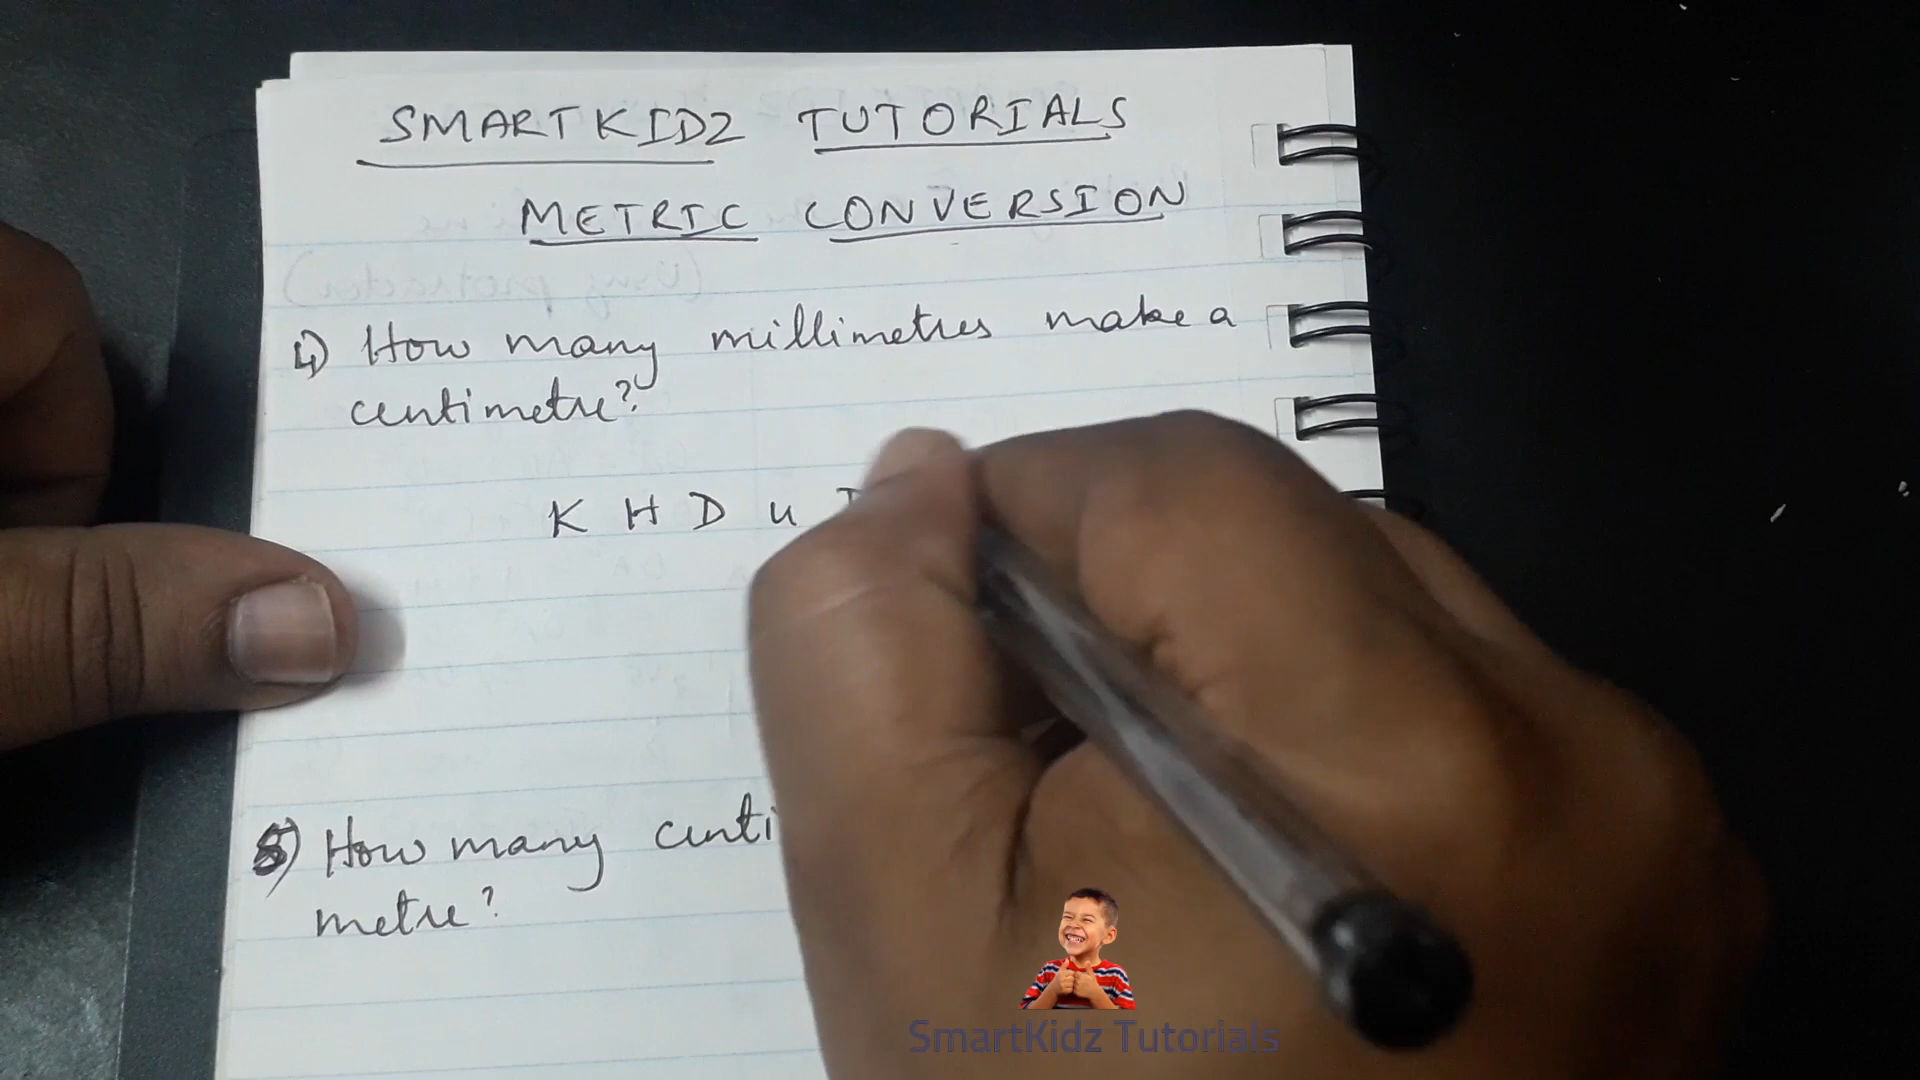 SMARTKIDZ TUTORIALS
METRIC CONVERSION
4) How many millimetres make a
centimetre?
K H D u
5) How many centi
metre?
SmartKidz Tutorials